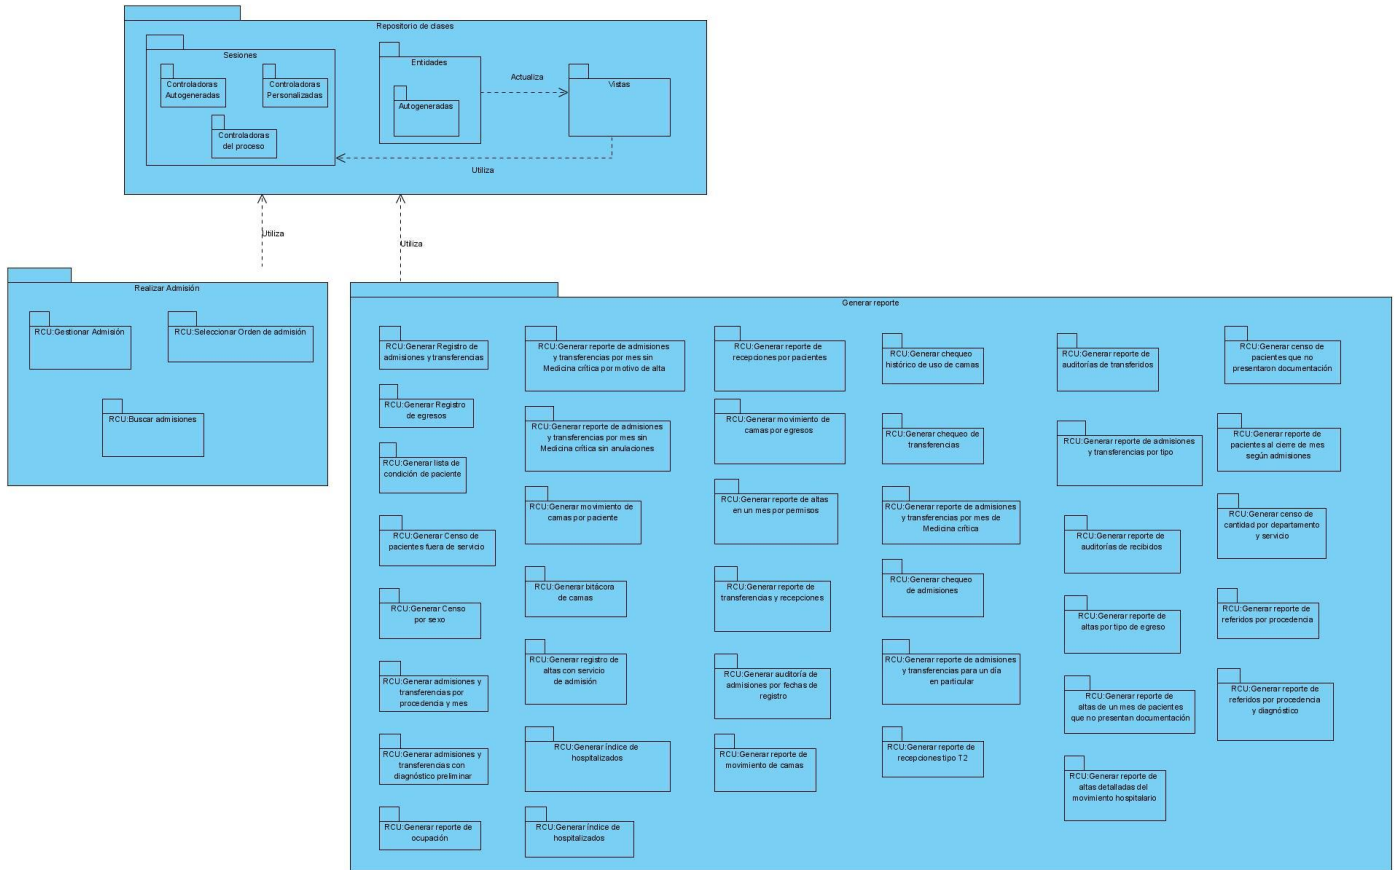 Repositorio de clases
Sesiones
Controladoras
Autogeneradas
Controladoras
Personalizadas
Controladoras
del proceso
Entidades
Autogeneradas
Actualiza
Vistas
Utiliza
Utiliza
Utiliza
Realizar Admisión
RCU:Gestionar Admisión
RCU:Seleccionar Orden de admisión
RCU:Buscar admisiones
Generar reporte
RCU:Generar Registro de
admisiones y transferencias
RCU:Generar Registro
de egresos
RCU:Generar lista de
condición de paciente
RCU:Generar Censo de
pacientes fuera de servicio
RCU:Generar Censo
por sexo
RCU:Generar admisiones y
transferencias por
procedencia y mes
RCU:Generar admisiones y
transferencias con
diagnóstico preliminar
RCU:Generar reporte de
ocupación
RCU:Generar reporte de admisiones
y transferencias por mes sin
Medicina crítica por motivo de alta
RCU:Generar reporte de admisiones
y transferencias por mes sin
Medicina crítica sin anulaciones
RCU:Generar movimiento de
camas por paciente
RCU:Generar bitácora
de camas
RCU:Generar registro de
altas con servicio
de admisión
RCU:Generar índice de
hospitalizados
RCU:Generar índice de
hospitalizados
RCU:Generar reporte de
recepciones por pacientes
RCU:Generar movimiento de
camas por egresos
RCU:Generar reporte de altas
en un mes por permisos
RCU:Generar reporte de
transferencias y recepciones
RCU:Generar auditoría de
admisiones por fechas de
registro
RCU:Generar reporte de
movimiento de camas
RCU:Generar chequeo
histórico de uso de camas
RCU:Generar chequeo de
transferencias
RCU:Generar reporte de admisiones
y transferencias por mes de
Medicina crítica
RCU:Generar chequeo
de admisiones
RCU:Generar reporte de admisiones
y transferencias para un día
en particular
RCU:Generar reporte de
recepciones tipo T2
RCU:Generar reporte de
auditorías de transferidos
RCU:Generar reporte de admisiones
y transferencias por tipo
RCU:Generar reporte de
auditorías de recibidos
RCU:Generar reporte de
altas por tipo de egreso
RCU:Generar reporte de
altas de un mes de pacientes
que no presentan documentación
RCU:Generar reporte de
altas detalladas del
movimiento hospitalario
RCU:Generar censo de
pacientes que no
presentaron documentación
RCU:Generar reporte de
pacientes al cierre de mes
según admisiones
RCU:Generar censo de
cantidad por departamento
y servicio
RCU:Generar reporte de
referidos por procedencia
RCU:Generar reporte de
referidos por procedencia
y diagnóstico